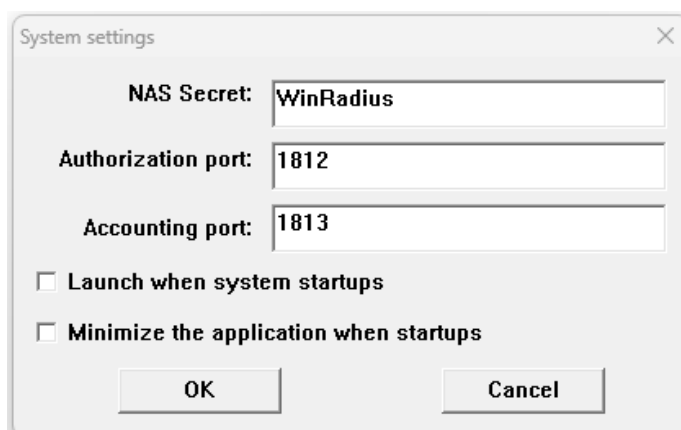 System settings
NAS Secret: WinRadius
Authorization port: 1812
Accounting port: 1813
Launch when system startups
Minimize the application when startups
OK Cancel